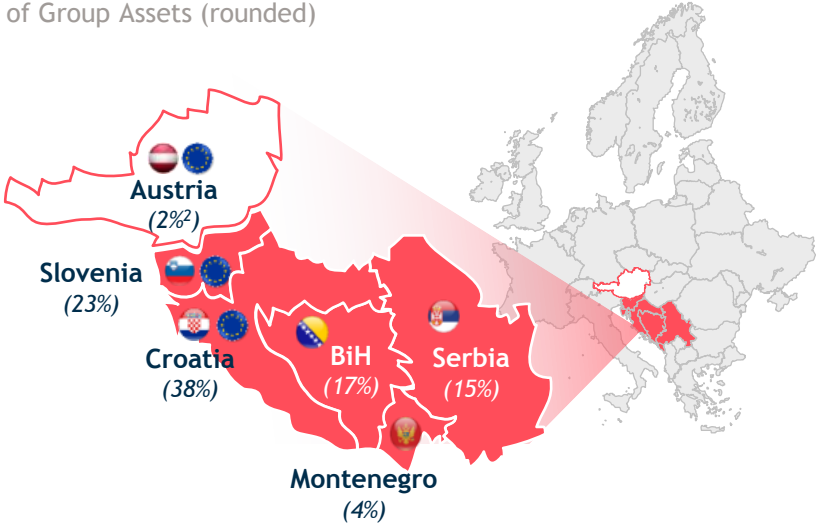 of Group Assets (rounded)
Austria
(2%²)
Slovenia
(23%)
Croatia
(38%)
BiH
(17%)
Serbia
(15%)
Montenegro
(4%)